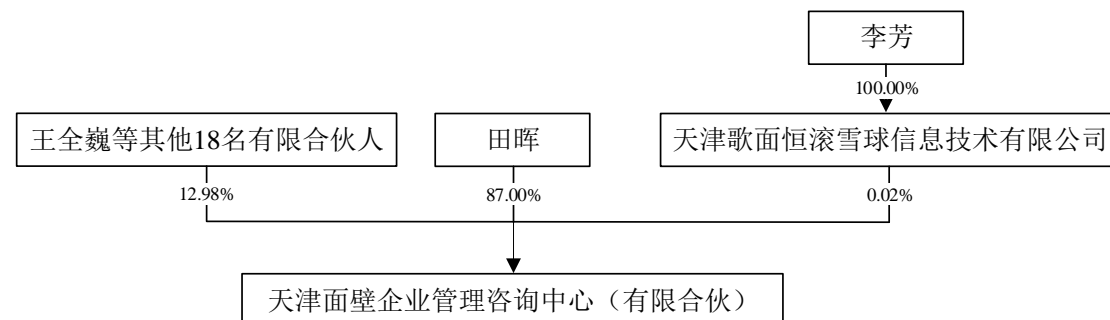 李芳
100.00%
王全巍等其他18名有限合伙人
田晖
天津歌面恒滚雪球信息技术有限公司
12.98%
87.00%
0.02%
天津面壁企业管理咨询中心（有限合伙）